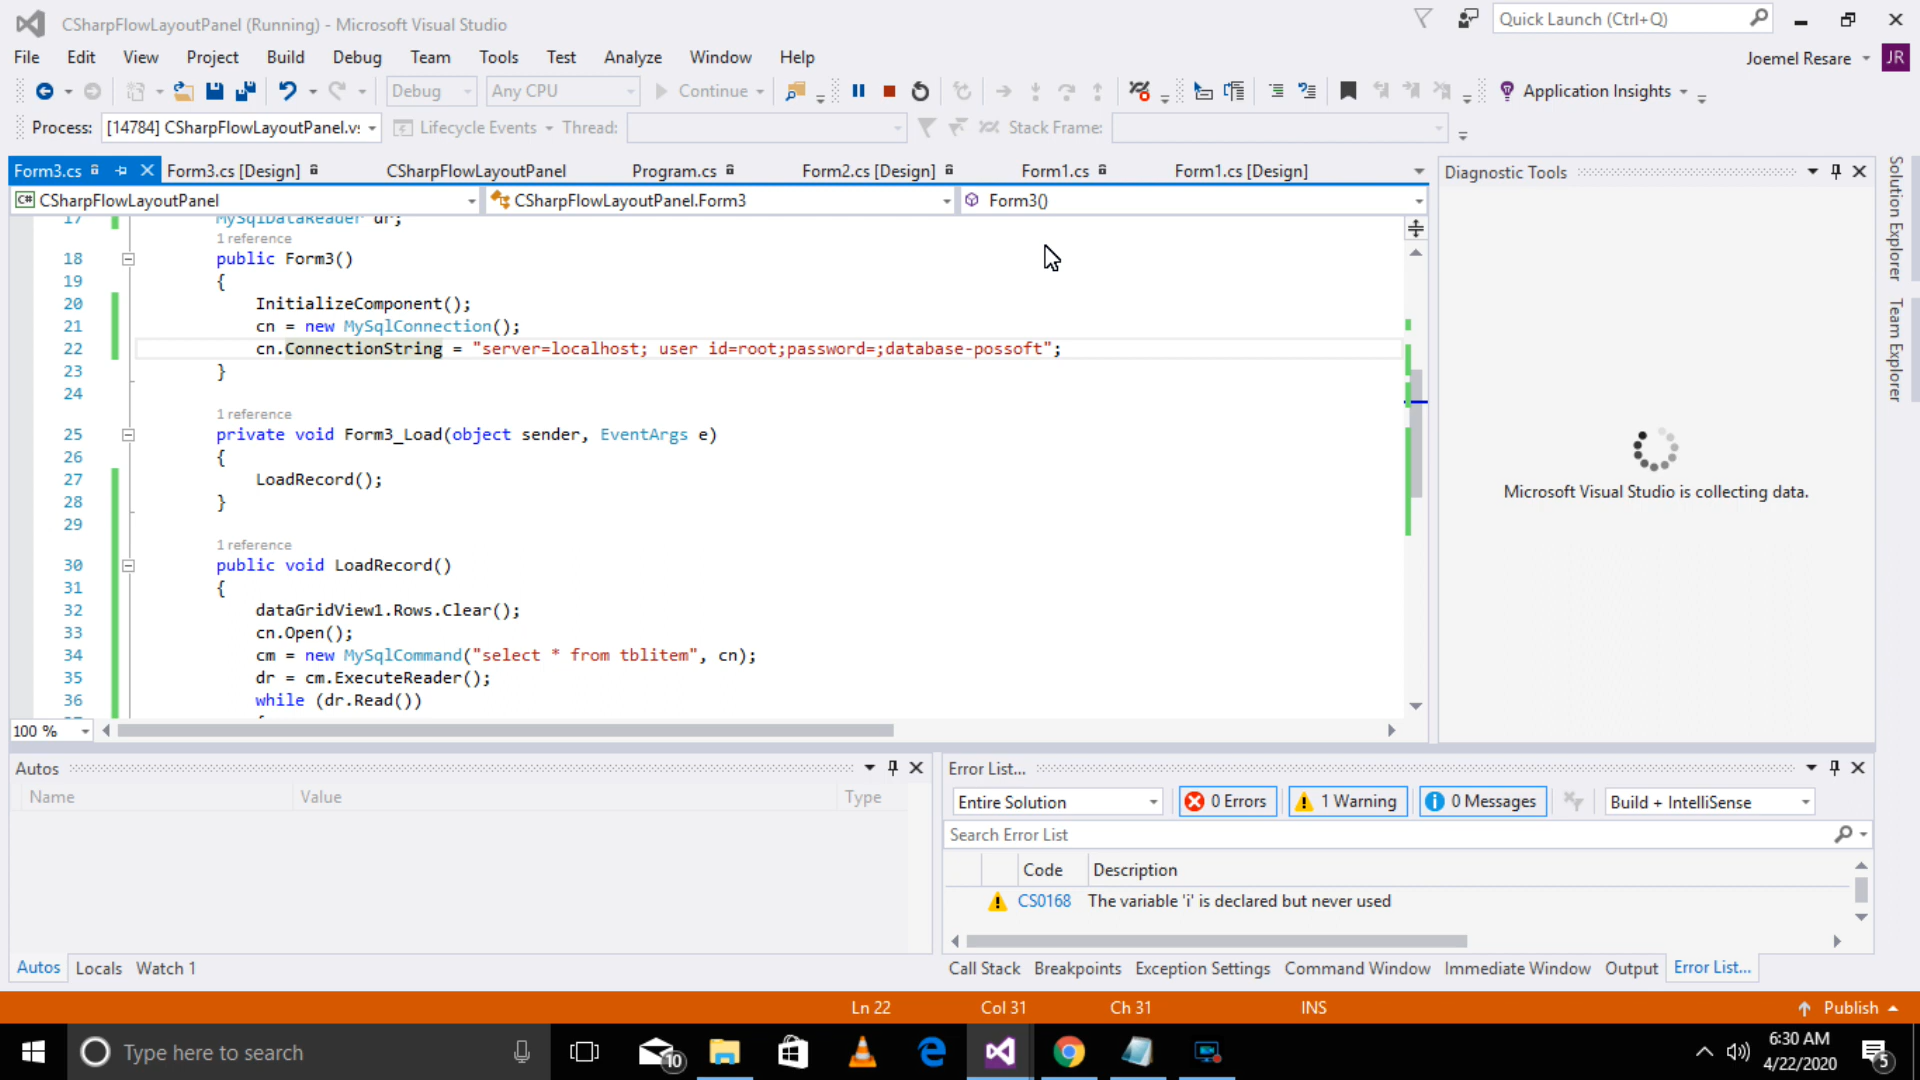 CSharpFlowLayoutPanel (Running) - Microsoft Visual Studio
Quick Launch (Ctrl+Q)
File Edit View Project Build Debug Team Tools Test Analyze Window Help
Joemel Resare JR
Debug Any CPU Continue Application Insights
Process: [14784] CSharpFlowLayoutPanel.vs Lifecycle Events Thread: Stack Frame:
Form3.cs Form3.cs [Design] CSharpFlowLayoutPanel Program.cs Form2.cs [Design] Form1.cs Form1.cs [Design]
Diagnostic Tools
C# CSharpFlowLayoutPanel CSharpFlowLayoutPanel.Form3 Form3()
17 MySqlDataReader dr;
1 reference
18 public Form3()
19 {
20 InitializeComponent();
21 cn = new MySqlConnection();
22 cn.ConnectionString = "server=localhost; user id=root;password=;database-possoft";
23 }
24
1 reference
25 private void Form3_Load(object sender, EventArgs e)
26 {
27 LoadRecord();
28 }
29
1 reference
30 public void LoadRecord()
31 {
32 dataGridView1.Rows.Clear();
33 cn.Open();
34 cm = new MySqlCommand("select * from tblitem", cn);
35 dr = cm.ExecuteReader();
36 while (dr.Read())
100 %
Microsoft Visual Studio is collecting data.
Solution Explorer
Team Explorer
Autos
Name Value Type
Autos Locals Watch 1
Error List...
Entire Solution 0 Errors 1 Warning 0 Messages Build + IntelliSense
Search Error List
Code Description
CS0168 The variable 'i' is declared but never used
Call Stack Breakpoints Exception Settings Command Window Immediate Window Output Error List...
Ln 22 Col 31 Ch 31 INS Publish
Type here to search
10
6:30 AM
4/22/2020
5